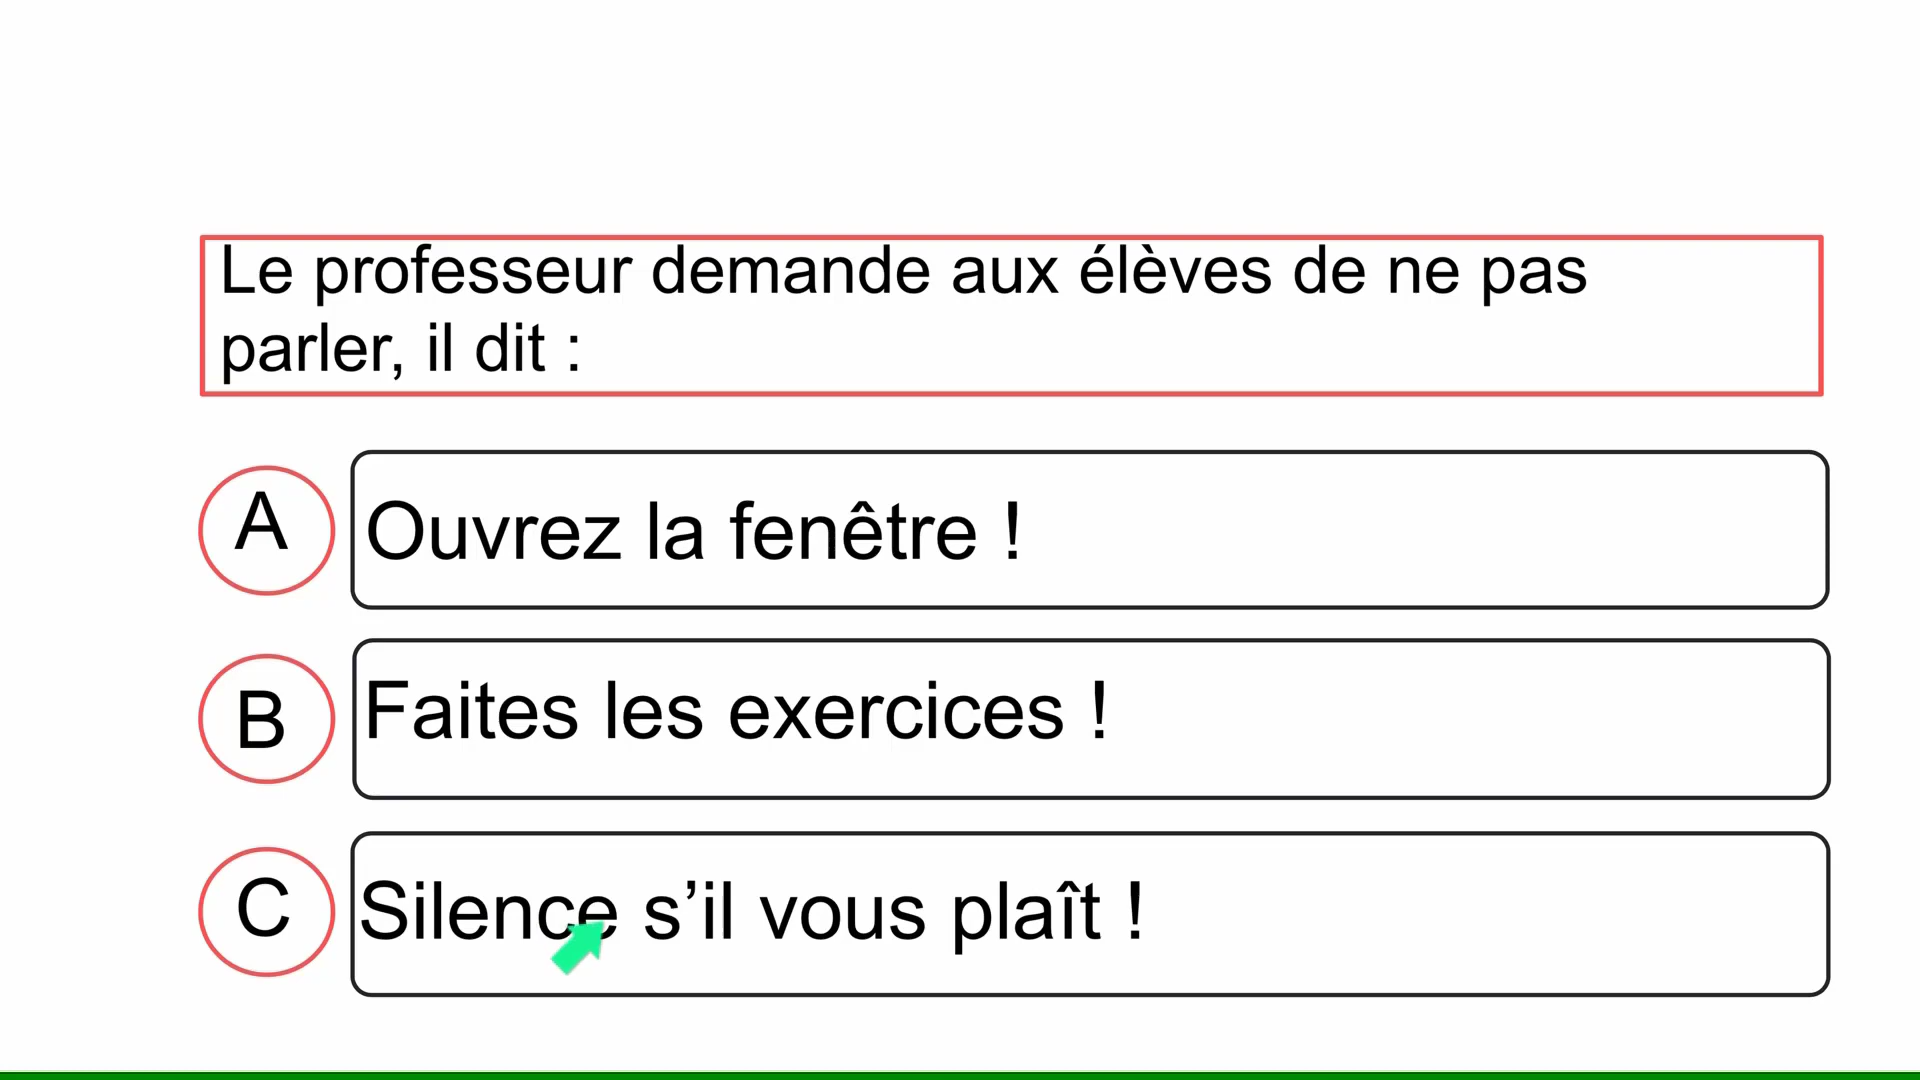 Le professeur demande aux élèves de ne pas
parler, il dit :
A
Ouvrez la fenêtre !
B
Faites les exercices !
C
Silence s’il vous plaît !